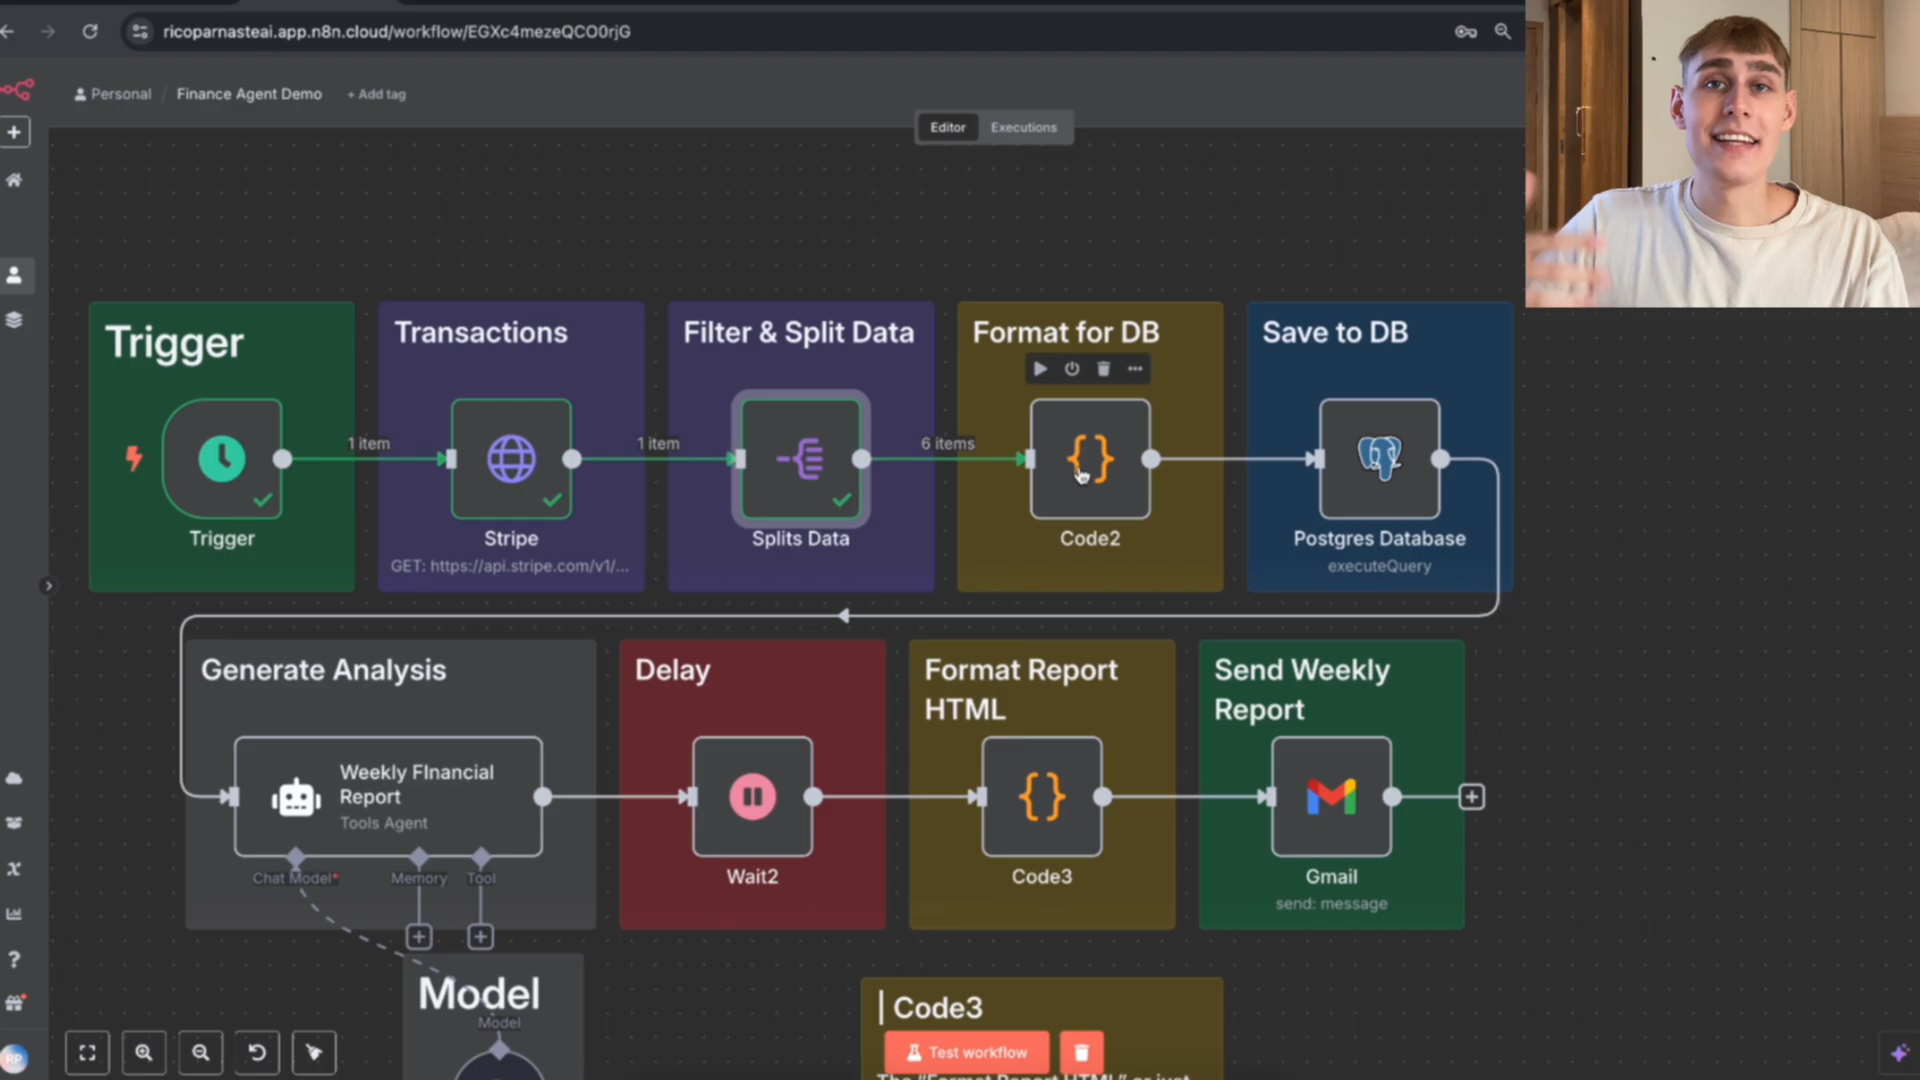 ricoparnasteai.app.n8n.cloud/workflow/EGXc4mezeQCO0rjG
Personal / Finance Agent Demo + Add tag
Editor Executions
Trigger
Transactions
Filter & Split Data
Format for DB
Save to DB
1 item
1 item
6 items
Trigger
Stripe
Splits Data
Code2
Postgres Database
GET: https://api.stripe.com/v1/...
executeQuery
Generate Analysis
Delay
Format Report
HTML
Send Weekly
Report
Weekly FInancial
Report
Tools Agent
Chat Model*
Memory
Tool
Wait2
Code3
Gmail
send: message
Model
Model
| Code3
Test workflow
RP